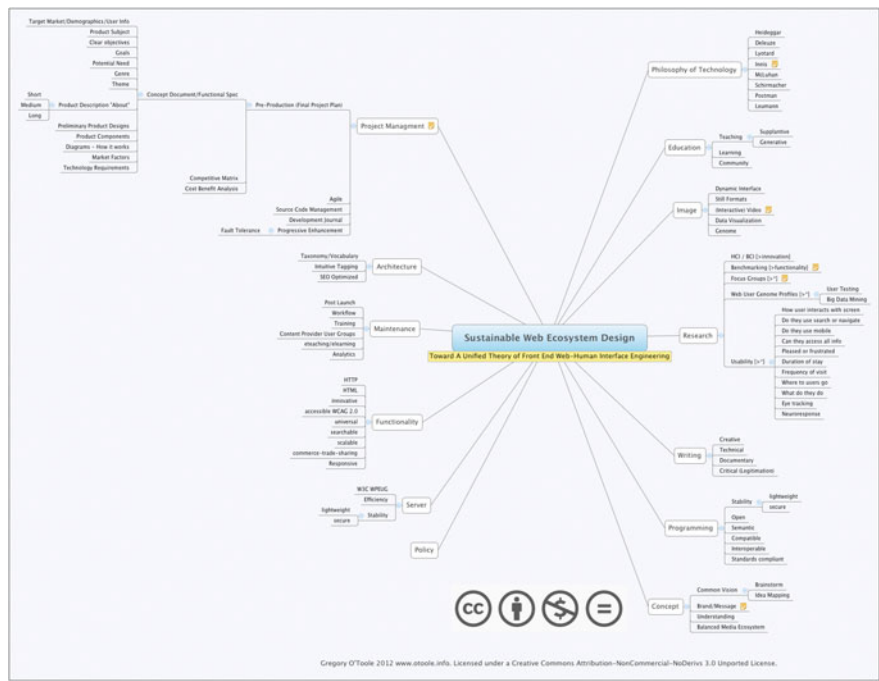 Target Market/Demographics/User Info
Product Subject
Clear objectives
Goals
Potential Need
Genre
Theme
Short
Medium
Long
Product Description "About"
Preliminary Product Designs
Product Components
Diagrams - How it works
Market Factors
Technology Requirements
Concept Document/Functional Spec
Competitive Matrix
Cost Benefit Analysis
Pre-Production (Final Project Plan)
Agile
Source Code Management
Development Journal
Fault Tolerance
Progressive Enhancement
Project Managment
Taxonomy/Vocabulary
Intuitive Tagging
SEO Optimized
Architecture
Post Launch
Workflow
Training
Content Provider User Groups
eteaching/elearning
Analytics
Maintenance
HTTP
HTML
innovative
accessible WCAG 2.0
universal
searchable
scalable
commerce-trade-sharing
Responsive
Functionality
W3C WPRUG
Efficiency
lightweight
secure
Stability
Server
Policy
Sustainable Web Ecosystem Design
Toward A Unified Theory of Front End Web-Human Interface Engineering
Philosophy of Technology
Heideggar
Deleuze
Lyotard
Innis
McLuhan
Schirmacher
Postman
Education
Teaching
Supplantive
Generative
Learning
Community
Image
Dynamic Interface
Still Formats
(Interactive) Video
Data Visualization
Genome
Research
HCI / BCI [>innovation]
Benchmarking [>functionality]
Focus Groups [>"]
Web User Genome Profiles [>"]
User Testing
Big Data Mining
Usability [>"]
How user interacts with screen
Do they use search or navigate
Do they use mobile
Can they access all info
Pleased or frustrated
Duration of stay
Frequency of visit
Where to users go
What do they do
Eye tracking
Neuroresponse
Writing
Creative
Technical
Documentary
Critical (Legitimation)
Programming
Stability
lightweight
secure
Open
Semantic
Compatible
Interoperable
Standards compliant
Concept
Common Vision
Brainstorm
Idea Mapping
Brand/Message
Understanding
Balanced Media Ecosystem
cc
Gregory O'Toole 2012 www.otoole.info. Licensed under a Creative Commons Attribution-NonCommercial-NoDerivs 3.0 Unported License.